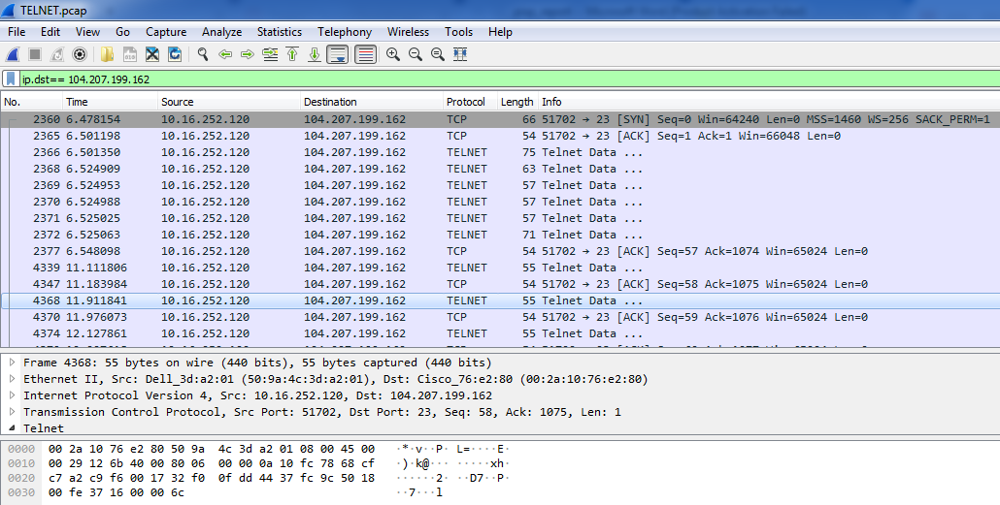 TELNET.pcap
File Edit View Go Capture Analyze Statistics Telephony Wireless Tools Help
ip.dst== 104.207.199.162
No. Time Source Destination Protocol Length Info
2360 6.478154 10.16.252.120 104.207.199.162 TCP 66 51702 → 23 [SYN] Seq=0 Win=64240 Len=0 MSS=1460 WS=256 SACK_PERM=1
2365 6.501198 10.16.252.120 104.207.199.162 TCP 54 51702 → 23 [ACK] Seq=1 Ack=1 Win=66048 Len=0
2366 6.501350 10.16.252.120 104.207.199.162 TELNET 75 Telnet Data ...
2368 6.524909 10.16.252.120 104.207.199.162 TELNET 63 Telnet Data ...
2369 6.524953 10.16.252.120 104.207.199.162 TELNET 57 Telnet Data ...
2370 6.524988 10.16.252.120 104.207.199.162 TELNET 57 Telnet Data ...
2371 6.525025 10.16.252.120 104.207.199.162 TELNET 57 Telnet Data ...
2372 6.525063 10.16.252.120 104.207.199.162 TELNET 71 Telnet Data ...
2377 6.548098 10.16.252.120 104.207.199.162 TCP 54 51702 → 23 [ACK] Seq=57 Ack=1074 Win=65024 Len=0
4339 11.111806 10.16.252.120 104.207.199.162 TELNET 55 Telnet Data ...
4347 11.183984 10.16.252.120 104.207.199.162 TCP 54 51702 → 23 [ACK] Seq=58 Ack=1075 Win=65024 Len=0
4368 11.911841 10.16.252.120 104.207.199.162 TELNET 55 Telnet Data ...
4370 11.976073 10.16.252.120 104.207.199.162 TCP 54 51702 → 23 [ACK] Seq=59 Ack=1076 Win=65024 Len=0
4374 12.127861 10.16.252.120 104.207.199.162 TELNET 55 Telnet Data ...
Frame 4368: 55 bytes on wire (440 bits), 55 bytes captured (440 bits)
Ethernet II, Src: Dell_3d:a2:01 (50:9a:4c:3d:a2:01), Dst: Cisco_76:e2:80 (00:2a:10:76:e2:80)
Internet Protocol Version 4, Src: 10.16.252.120, Dst: 104.207.199.162
Transmission Control Protocol, Src Port: 51702, Dst Port: 23, Seq: 58, Ack: 1075, Len: 1
Telnet
0000 00 2a 10 76 e2 80 50 9a 4c 3d a2 01 08 00 45 00 ·*·v··P· L=····E·
0010 00 29 12 6b 40 00 80 06 00 00 0a 10 fc 78 68 cf ·)·k@··· ·····xh·
0020 c7 a2 c9 f6 00 17 32 f0 0f dd 44 37 fc 9c 50 18 ······2· ··D7··P·
0030 00 fe 37 16 00 00 6c ··7···l